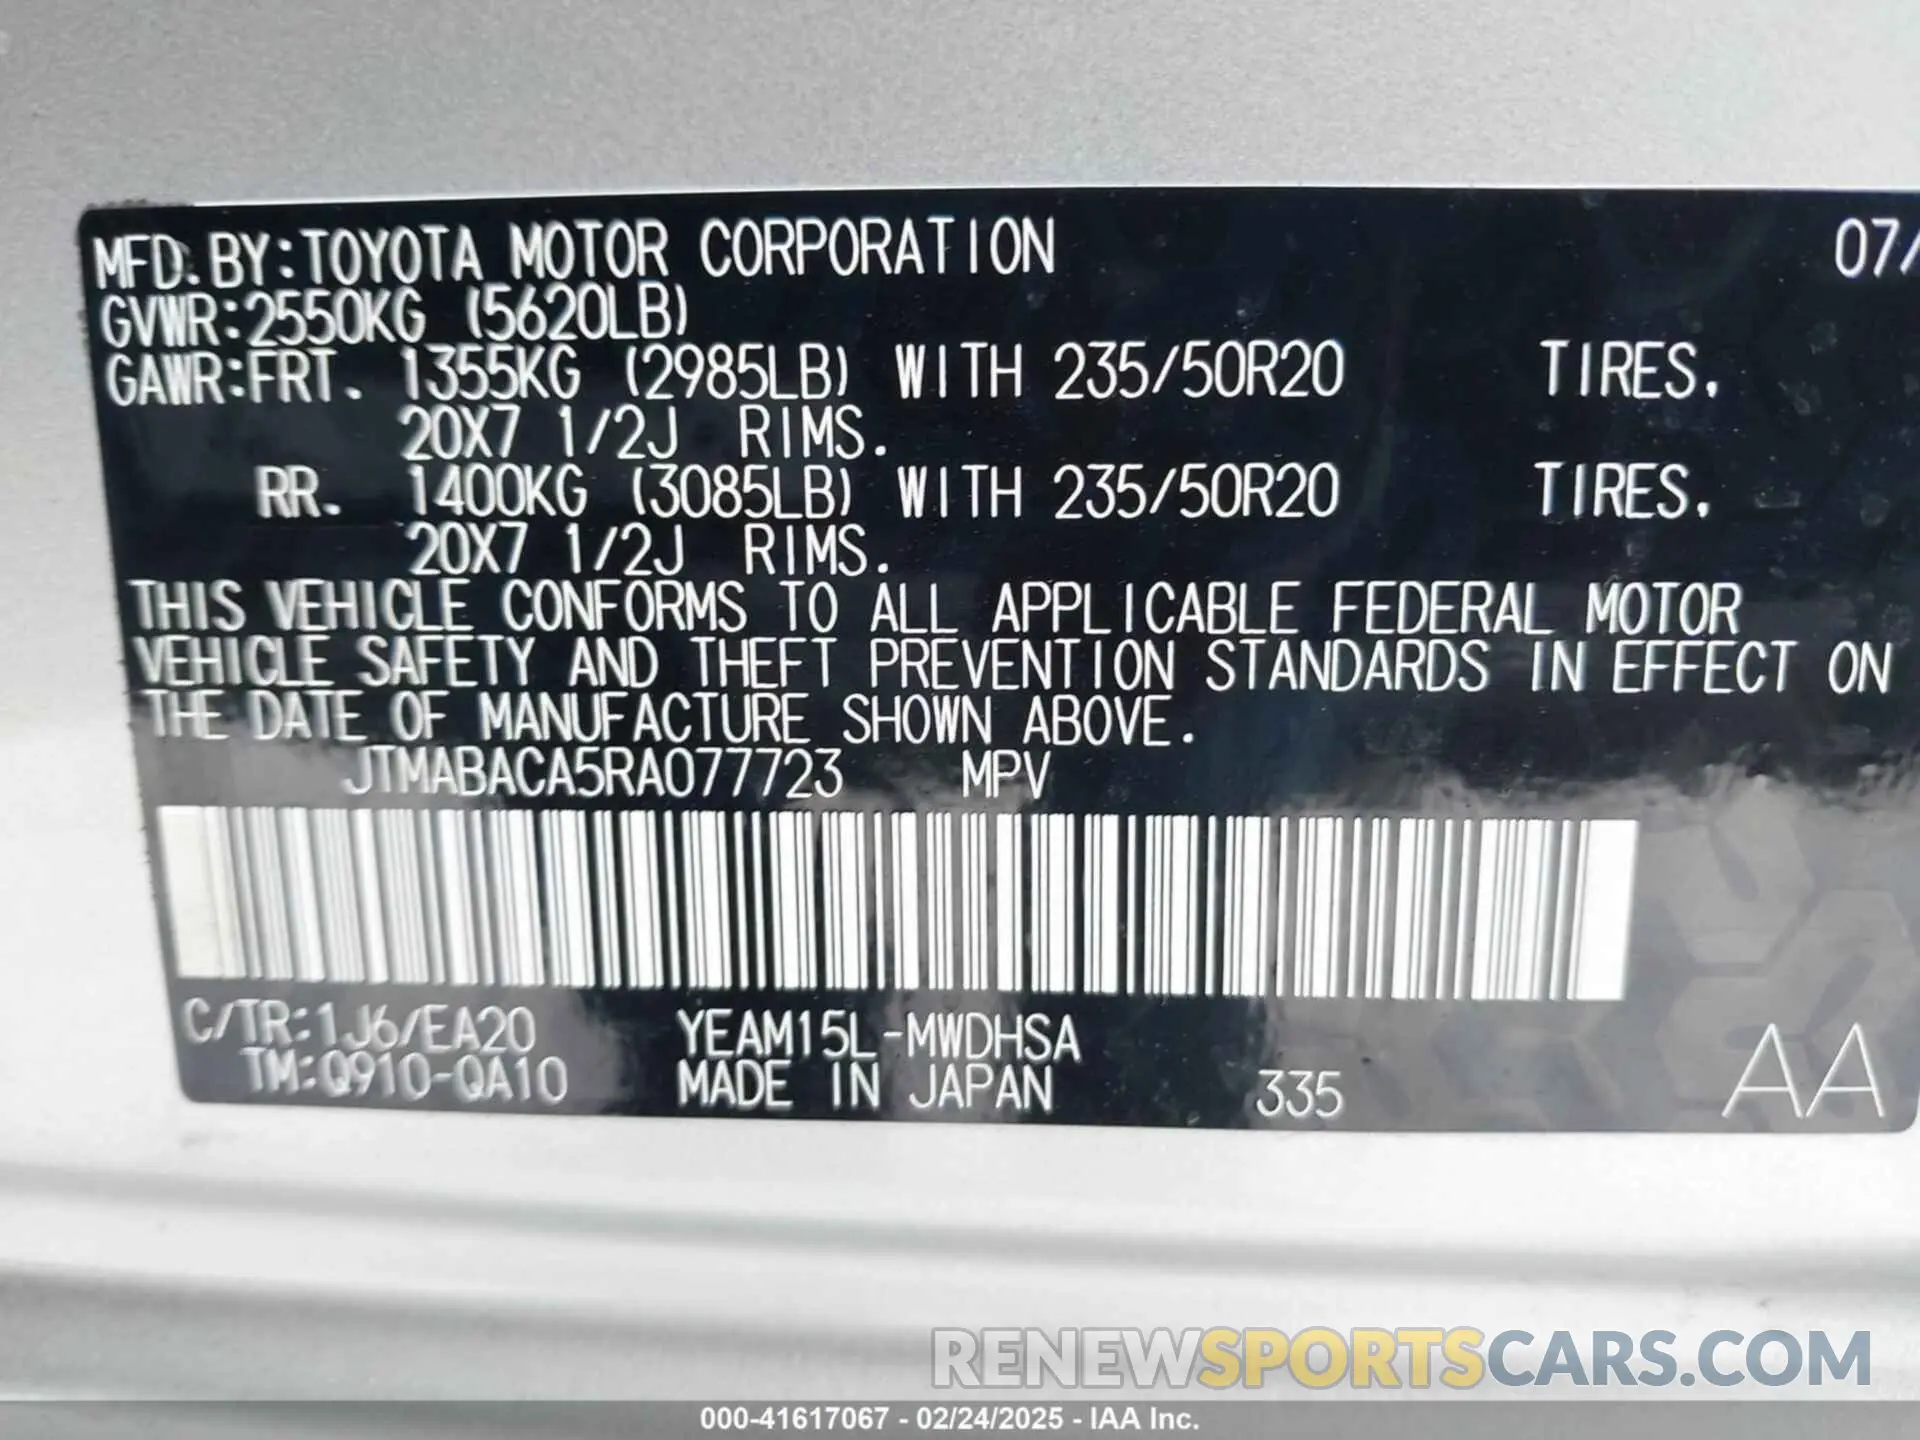 MFD. BY: TOYOTA MOTOR CORPORATION 07/
GVWR: 2550KG (5620LB)
GAWR: FRT. 1355KG (2985LB) WITH 235/50R20 TIRES,
20X7 1/2J RIMS.
RR. 1400KG (3085LB) WITH 235/50R20 TIRES,
20X7 1/2J RIMS.
THIS VEHICLE CONFORMS TO ALL APPLICABLE FEDERAL MOTOR
VEHICLE SAFETY AND THEFT PREVENTION STANDARDS IN EFFECT ON
THE DATE OF MANUFACTURE SHOWN ABOVE.
JTMABACA5RA077723 MPV
C/TR: 1J6/EA20 YEAM15L-MWDHSA
TM: Q910-QA10 MADE IN JAPAN 335 AA
RENEWSPORTSCARS.COM
000-41617067 - 02/24/2025 - IAA Inc.